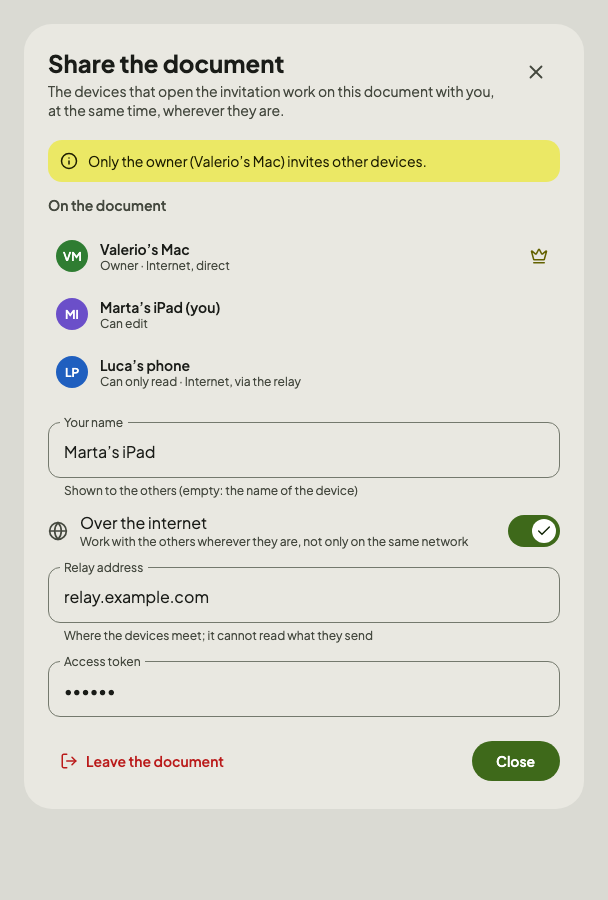 Share the document
The devices that open the invitation work on this document with you,
at the same time, wherever they are.
Only the owner (Valerio’s Mac) invites other devices.
On the document
VM
Valerio’s Mac
Owner · Internet, direct
MI
Marta’s iPad (you)
Can edit
LP
Luca’s phone
Can only read · Internet, via the relay
Your name
Marta’s iPad
Shown to the others (empty: the name of the device)
Over the internet
Work with the others wherever they are, not only on the same network
Relay address
relay.example.com
Where the devices meet; it cannot read what they send
Access token
••••••
Leave the document
Close